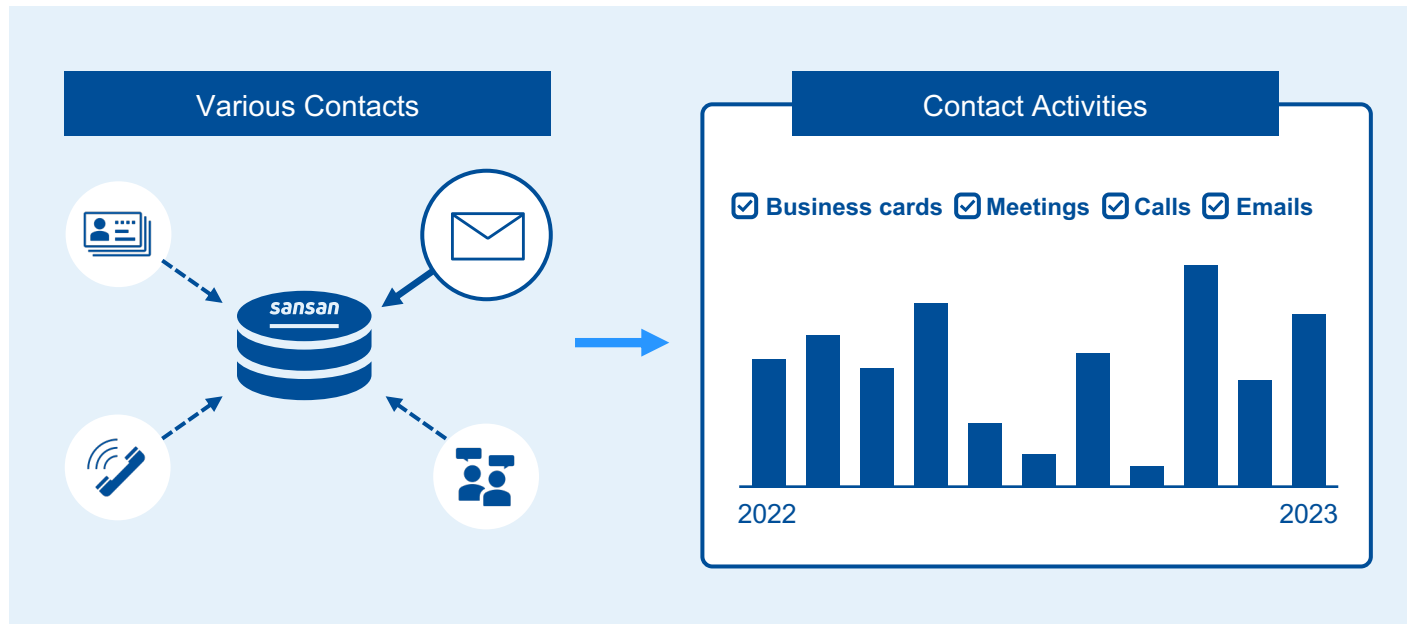 Various Contacts
sansan
Contact Activities
Business cards Meetings Calls Emails
2022 2023